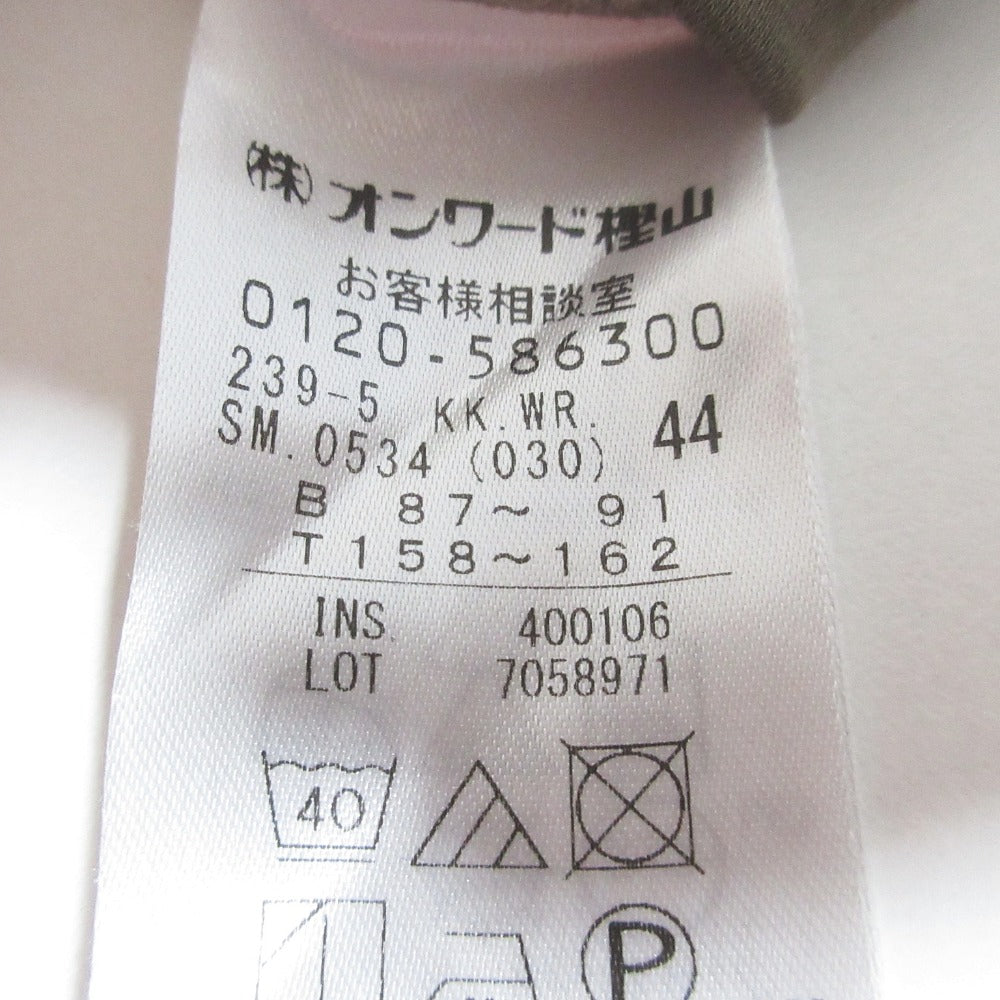 (株)オンワード樫山
お客様相談室
0120-586300
239-5 KK.WR. 44
SM.0534 (030)
B 87～ 91
T158～162
INS. 400106
LOT 7058971
40
P